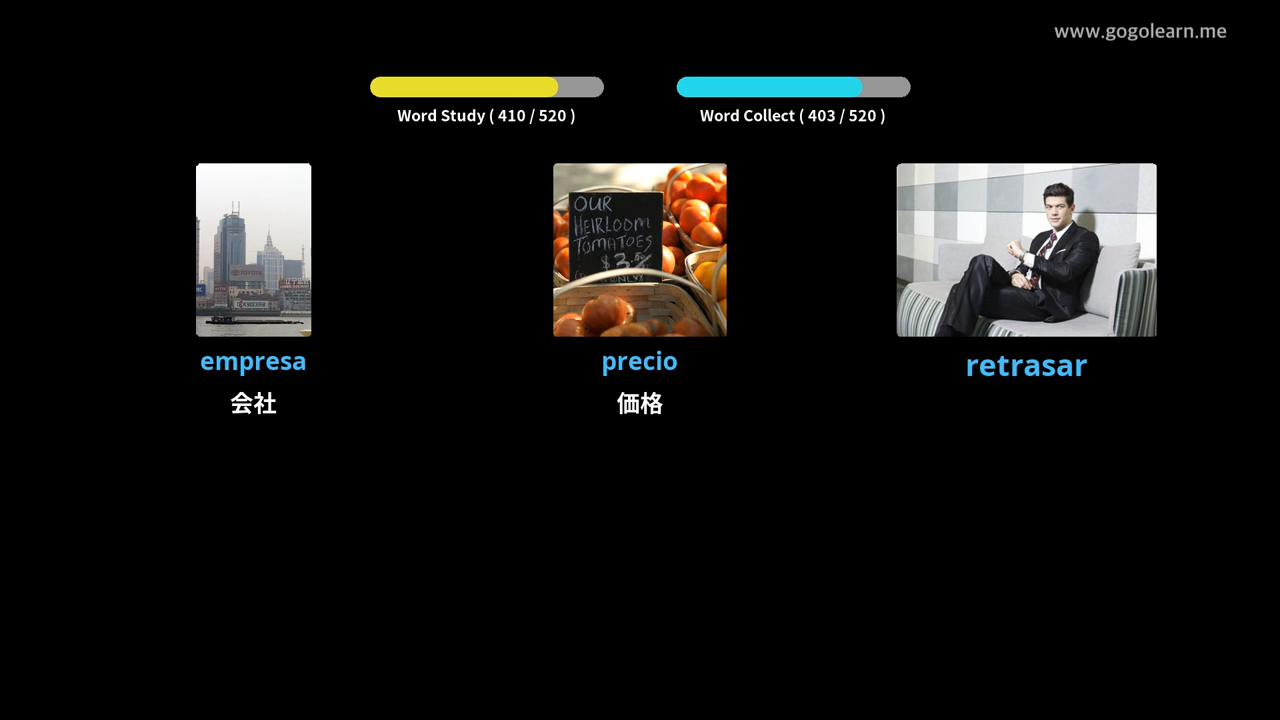 www.gogolearn.me
Word Study ( 410 / 520 )
Word Collect ( 403 / 520 )
TOYOTA
OUR
HEIRLOOM
TOMATOES
empresa
precio
retrasar
会社
価格